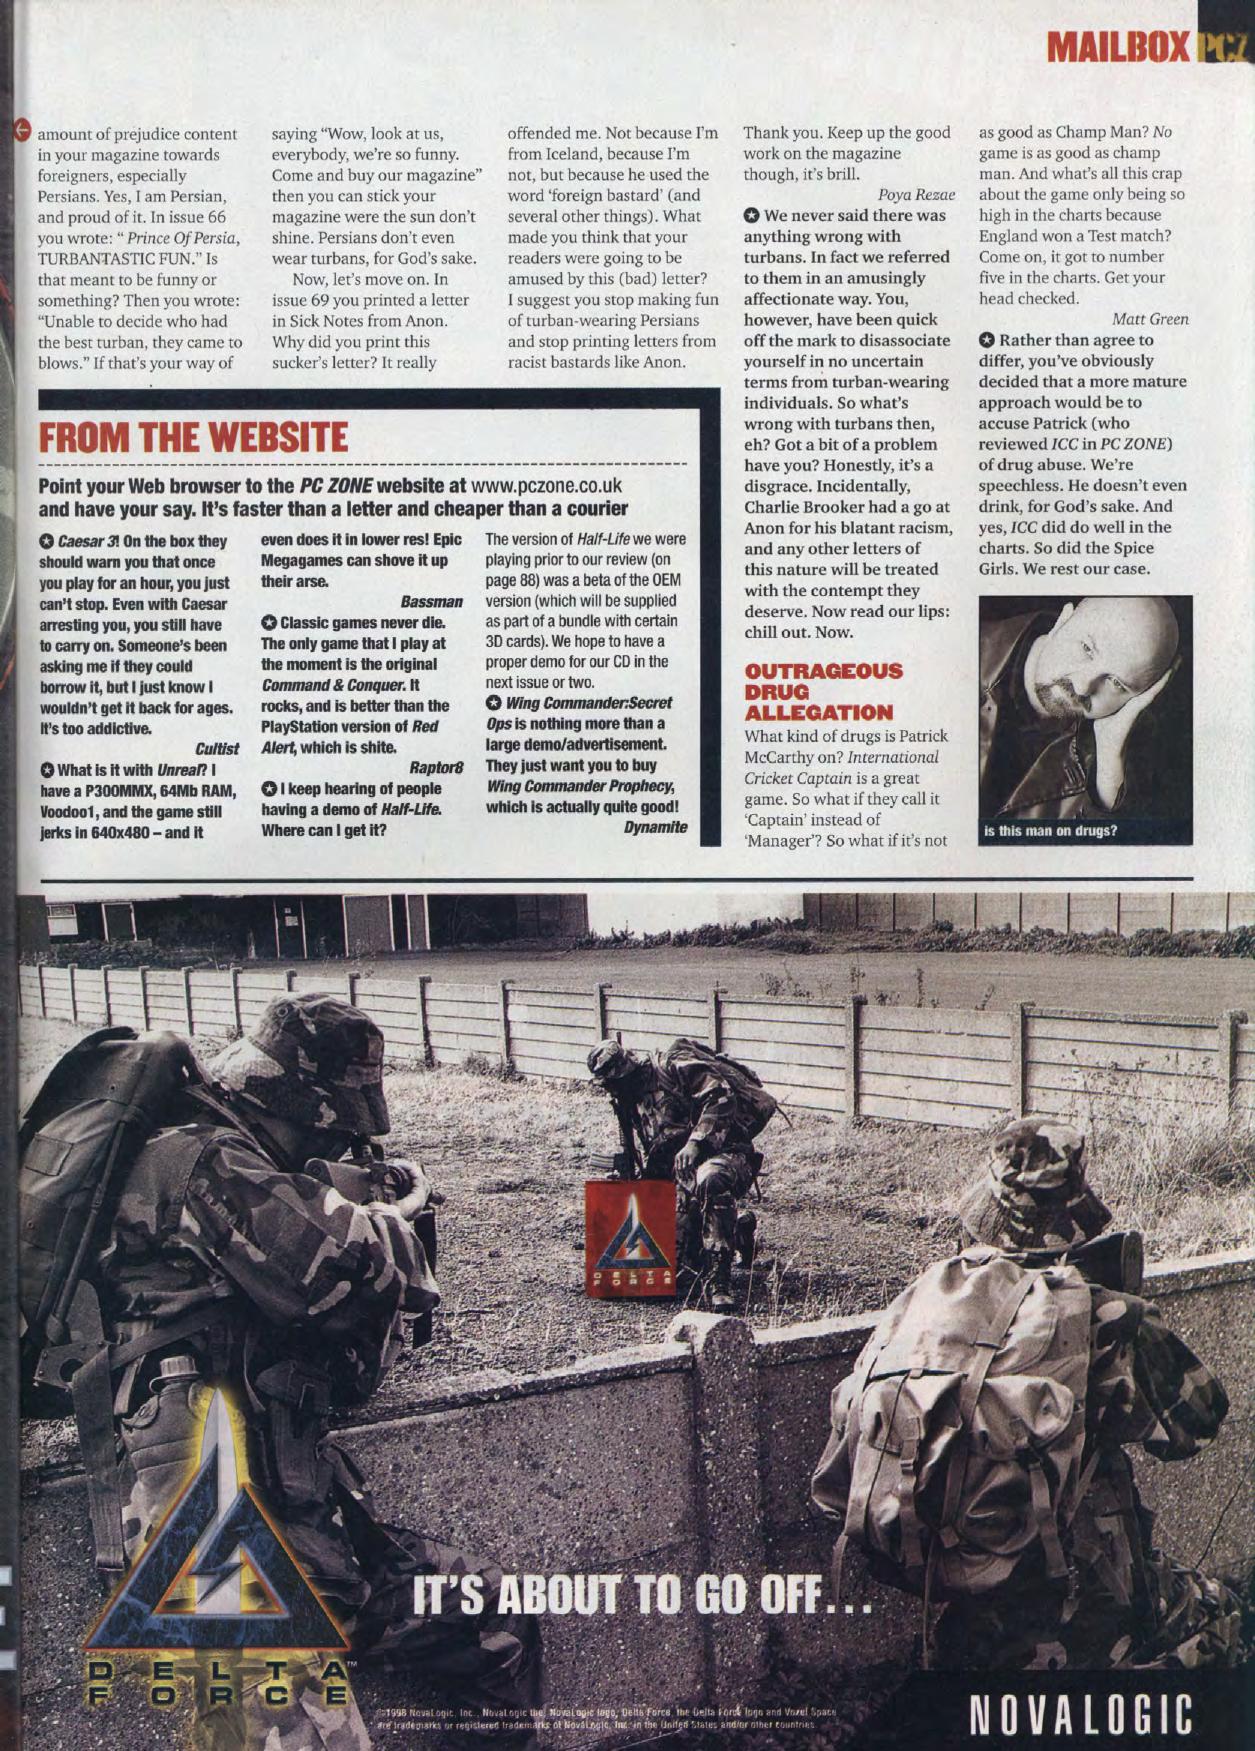 MAILBOX PCZ
amount of prejudice content
in your magazine towards
foreigners, especially
Persians. Yes, I am Persian,
and proud of it. In issue 66
you wrote: “Prince Of Persia,
TURBANTASTIC FUN.” Is
that meant to be funny or
something? Then you wrote:
“Unable to decide who had
the best turban, they came to
blows.” If that's your way of
saying “Wow, look at us,
everybody, we're so funny.
Come and buy our magazine”
then you can stick your
magazine were the sun don't
shine. Persians don't even
wear turbans, for God's sake.
Now, let's move on. In
issue 69 you printed a letter
in Sick Notes from Anon.
Why did you print this
sucker's letter? It really
offended me. Not because I'm
from Iceland, because I'm
not, but because he used the
word 'foreign bastard' (and
several other things). What
made you think that your
readers were going to be
amused by this (bad) letter?
I suggest you stop making fun
of turban-wearing Persians
and stop printing letters from
racist bastards like Anon.
Thank you. Keep up the good
work on the magazine
though, it's brill.
Poya Rezae
We never said there was
anything wrong with
turbans. In fact we referred
to them in an amusingly
affectionate way. You,
however, have been quick
off the mark to disassociate
yourself in no uncertain
terms from turban-wearing
individuals. So what's
wrong with turbans then,
eh? Got a bit of a problem
have you? Honestly, it's a
disgrace. Incidentally,
Charlie Brooker had a go at
Anon for his blatant racism,
and any other letters of
this nature will be treated
with the contempt they
deserve. Now read our lips:
chill out. Now.
OUTRAGEOUS
DRUG
ALLEGATION
What kind of drugs is Patrick
McCarthy on? International
Cricket Captain is a great
game. So what if they call it
'Captain' instead of
'Manager'? So what if it's not
as good as Champ Man? No
game is as good as champ
man. And what's all this crap
about the game only being so
high in the charts because
England won a Test match?
Come on, it got to number
five in the charts. Get your
head checked.
Matt Green
Rather than agree to
differ, you've obviously
decided that a more mature
approach would be to
accuse Patrick (who
reviewed ICC in PC ZONE)
of drug abuse. We're
speechless. He doesn't even
drink, for God's sake. And
yes, ICC did do well in the
charts. So did the Spice
Girls. We rest our case.
is this man on drugs?
FROM THE WEBSITE
Point your Web browser to the PC ZONE website at www.pczone.co.uk
and have your say. It's faster than a letter and cheaper than a courier
Caesar 3! On the box they
should warn you that once
you play for an hour, you just
can't stop. Even with Caesar
arresting you, you still have
to carry on. Someone's been
asking me if they could
borrow it, but I just know I
wouldn't get it back for ages.
It's too addictive.
Cultist
What is it with Unreal? I
have a P300MMX, 64Mb RAM,
Voodoo1, and the game still
jerks in 640x480 – and it
even does it in lower res! Epic
Megagames can shove it up
their arse.
Bassman
Classic games never die.
The only game that I play at
the moment is the original
Command & Conquer. It
rocks, and is better than the
PlayStation version of Red
Alert, which is shite.
Raptor8
I keep hearing of people
having a demo of Half-Life.
Where can I get it?
The version of Half-Life we were
playing prior to our review (on
page 88) was a beta of the OEM
version (which will be supplied
as part of a bundle with certain
3D cards). We hope to have a
proper demo for our CD in the
next issue or two.
Wing Commander:Secret
Ops is nothing more than a
large demo/advertisement.
They just want you to buy
Wing Commander Prophecy,
which is actually quite good!
Dynamite
DELTA
FORCE
IT'S ABOUT TO GO OFF...
DELTA™
FORCE
©1998 NovaLogic, Inc., NovaLogic the, NovaLogic logo, Delta Force, the Delta Force logo and Voxel Space
are trademarks or registered trademarks of NovaLogic, Inc. in the United States and/or other countries.
NOVALOGIC